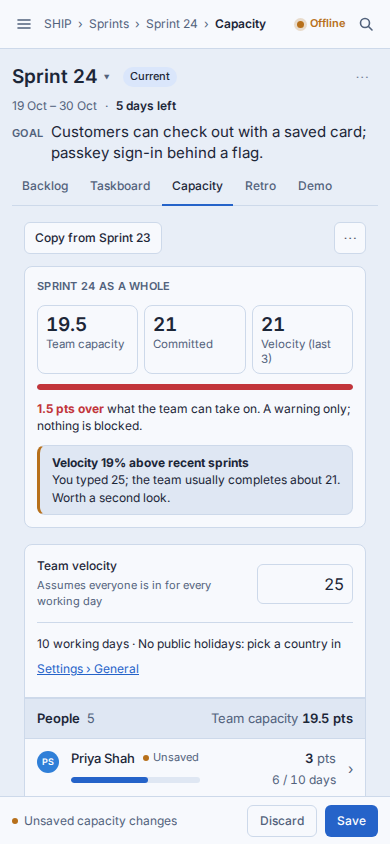 SHIP › Sprints › Sprint 24 › Capacity Offline
Sprint 24 ▾ Current ...
19 Oct – 30 Oct · 5 days left
GOAL Customers can check out with a saved card;
passkey sign-in behind a flag.
Backlog Taskboard Capacity Retro Demo
Copy from Sprint 23 ...
SPRINT 24 AS A WHOLE
19.5 21 21
Team capacity Committed Velocity (last
3)
1.5 pts over what the team can take on. A warning only;
nothing is blocked.
Velocity 19% above recent sprints
You typed 25; the team usually completes about 21.
Worth a second look.
Team velocity
Assumes everyone is in for every
working day
25
10 working days · No public holidays: pick a country in
Settings › General
People 5 Team capacity 19.5 pts
PS Priya Shah Unsaved 3 pts
6 / 10 days ›
Unsaved capacity changes Discard Save